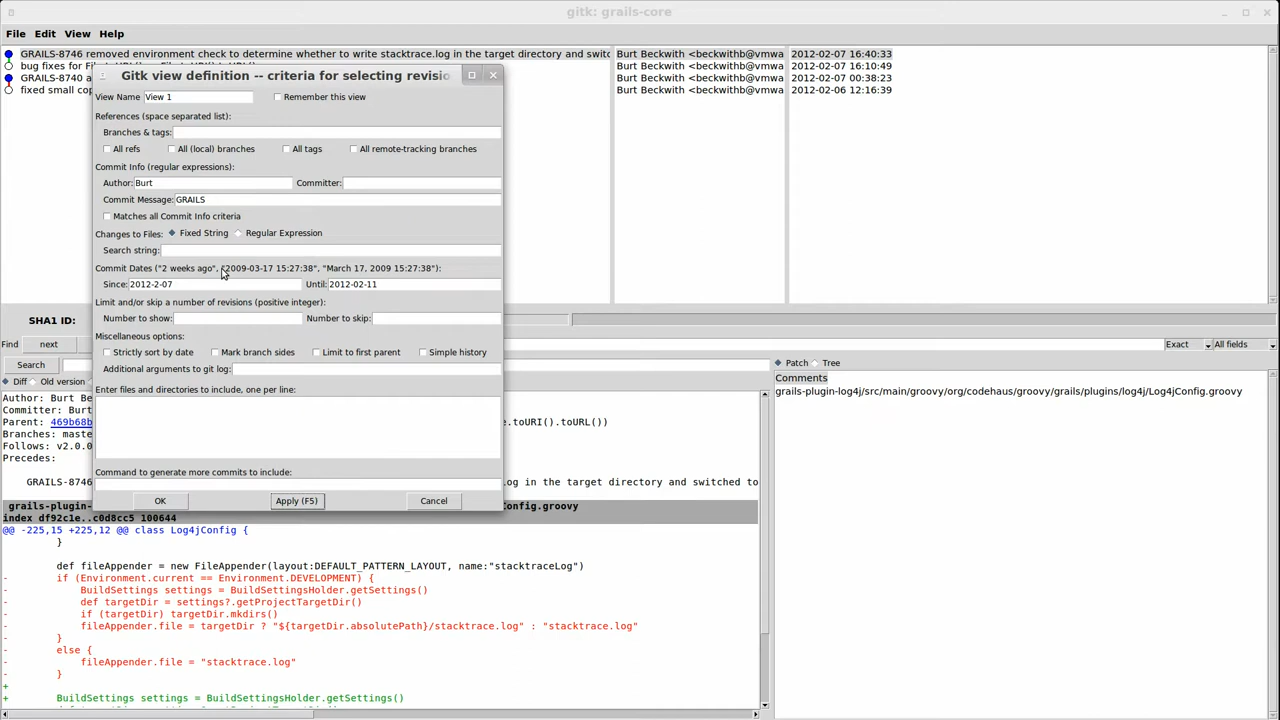 gitk: grails-core
File Edit View Help
GRAILS-8746 removed environment check to determine whether to write stacktrace.log in the target directory and switc Burt Beckwith <beckwithb@vmwa 2012-02-07 16:40:33
bug fixes for Burt Beckwith <beckwithb@vmwa 2012-02-07 16:10:49
GRAILS-8740 a Burt Beckwith <beckwithb@vmwa 2012-02-07 00:38:23
fixed small cop Burt Beckwith <beckwithb@vmwa 2012-02-06 12:16:39
Gitk view definition -- criteria for selecting revisio
View Name View 1 Remember this view
References (space separated list):
Branches & tags:
All refs All (local) branches All tags All remote-tracking branches
Commit Info (regular expressions):
Author: Burt Committer:
Commit Message: GRAILS
Matches all Commit Info criteria
Changes to Files: Fixed String Regular Expression
Search string:
Commit Dates ("2 weeks ago", "2009-03-17 15:27:38", "March 17, 2009 15:27:38"):
Since: 2012-2-07 Until: 2012-02-11
Limit and/or skip a number of revisions (positive integer):
Number to show: Number to skip:
Miscellaneous options:
Strictly sort by date Mark branch sides Limit to first parent Simple history
Additional arguments to git log:
Enter files and directories to include, one per line:
Command to generate more commits to include:
OK Apply (F5) Cancel
SHA1 ID:
Find next Exact All fields
Search
Diff Old version
Patch Tree
Comments
grails-plugin-log4j/src/main/groovy/org/codehaus/groovy/grails/plugins/log4j/Log4jConfig.groovy
Author: Burt Be
Committer: Burt
Parent: 469b68b e.toURI().toURL())
Branches: maste
Follows: v2.0.0
Precedes:
GRAILS-8746 og in the target directory and switched to
grails-plugin- Config.groovy
index df92c1e..c0d8cc5 100644
@@ -225,15 +225,12 @@ class Log4jConfig {
}
def fileAppender = new FileAppender(layout:DEFAULT_PATTERN_LAYOUT, name:"stacktraceLog")
- if (Environment.current == Environment.DEVELOPMENT) {
- BuildSettings settings = BuildSettingsHolder.getSettings()
- def targetDir = settings?.getProjectTargetDir()
- if (targetDir) targetDir.mkdirs()
- fileAppender.file = targetDir ? "${targetDir.absolutePath}/stacktrace.log" : "stacktrace.log"
- }
- else {
- fileAppender.file = "stacktrace.log"
- }
+
+ BuildSettings settings = BuildSettingsHolder.getSettings()